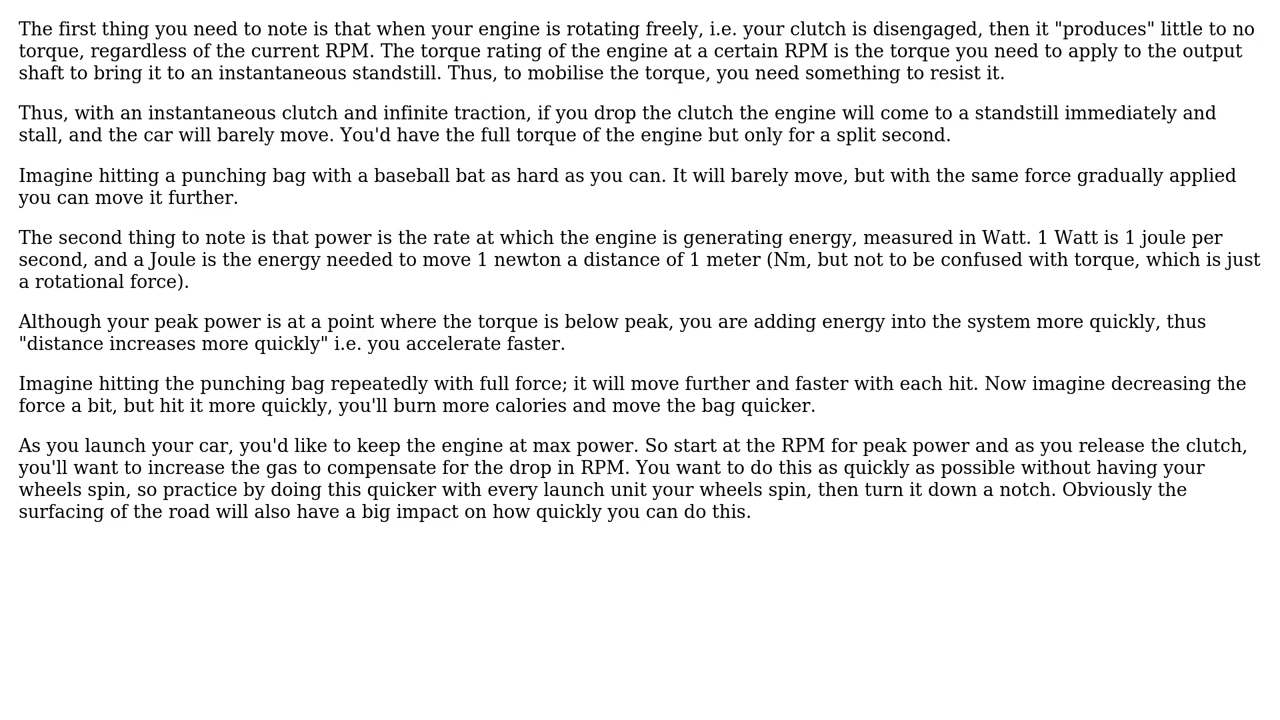 The first thing you need to note is that when your engine is rotating freely, i.e. your clutch is disengaged, then it "produces" little to no
torque, regardless of the current RPM. The torque rating of the engine at a certain RPM is the torque you need to apply to the output
shaft to bring it to an instantaneous standstill. Thus, to mobilise the torque, you need something to resist it.
Thus, with an instantaneous clutch and infinite traction, if you drop the clutch the engine will come to a standstill immediately and
stall, and the car will barely move. You'd have the full torque of the engine but only for a split second.
Imagine hitting a punching bag with a baseball bat as hard as you can. It will barely move, but with the same force gradually applied
you can move it further.
The second thing to note is that power is the rate at which the engine is generating energy, measured in Watt. 1 Watt is 1 joule per
second, and a Joule is the energy needed to move 1 newton a distance of 1 meter (Nm, but not to be confused with torque, which is just
a rotational force).
Although your peak power is at a point where the torque is below peak, you are adding energy into the system more quickly, thus
"distance increases more quickly" i.e. you accelerate faster.
Imagine hitting the punching bag repeatedly with full force; it will move further and faster with each hit. Now imagine decreasing the
force a bit, but hit it more quickly, you'll burn more calories and move the bag quicker.
As you launch your car, you'd like to keep the engine at max power. So start at the RPM for peak power and as you release the clutch,
you'll want to increase the gas to compensate for the drop in RPM. You want to do this as quickly as possible without having your
wheels spin, so practice by doing this quicker with every launch unit your wheels spin, then turn it down a notch. Obviously the
surfacing of the road will also have a big impact on how quickly you can do this.